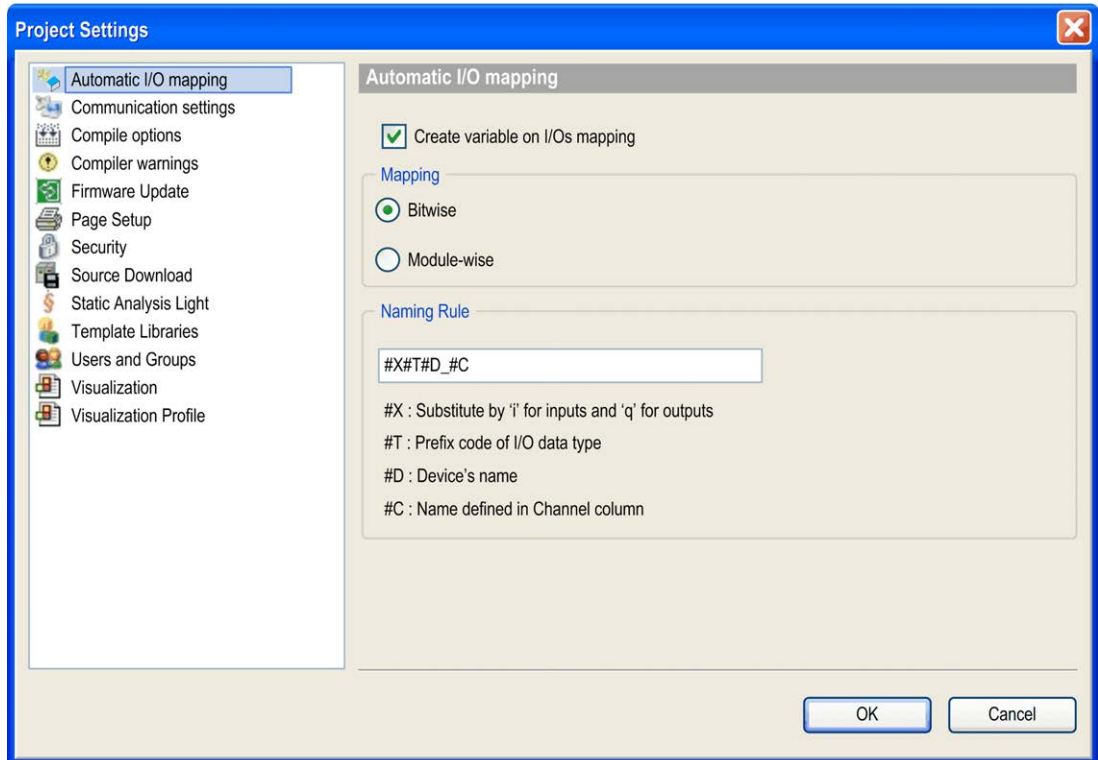 Project Settings
Automatic I/O mapping
Communication settings
Compile options
Compiler warnings
Firmware Update
Page Setup
Security
Source Download
Static Analysis Light
Template Libraries
Users and Groups
Visualization
Visualization Profile
Automatic I/O mapping
Create variable on I/Os mapping
Mapping
Bitwise
Module-wise
Naming Rule
#X#T#D_#C
#X : Substitute by ‘i’ for inputs and ‘q’ for outputs
#T : Prefix code of I/O data type
#D : Device’s name
#C : Name defined in Channel column
OK
Cancel